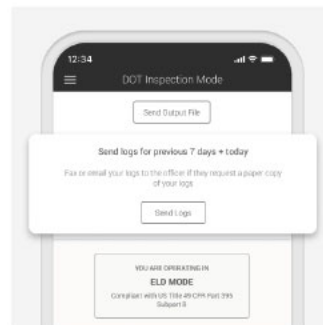 12:34
DOT Inspection Mode
Send Output File
Send logs for previous 7 days + today
Fax or email your logs to the officer if they request a paper copy
of your logs
Send Logs
YOU ARE OPERATING IN
ELD MODE
Compliant with US Title 49 CFR Part 395
Subpart B